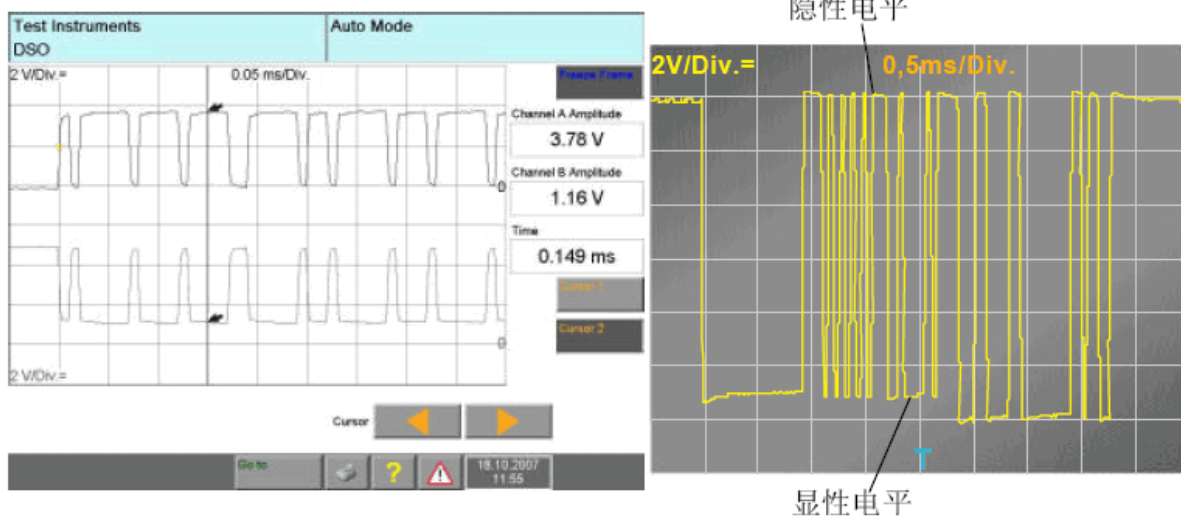 Test Instruments
DSO
Auto Mode
2 V/Div.=
0.05 ms/Div.
Freeze Frame
Channel A Amplitude
3.78 V
Channel B Amplitude
1.16 V
Time
0.149 ms
Cursor 1
Cursor 2
0
0
2 V/Div.=
Cursor
Go to
?
18.10.2007
11:55
隐性电平
2V/Div.=
0,5ms/Div.
T
显性电平